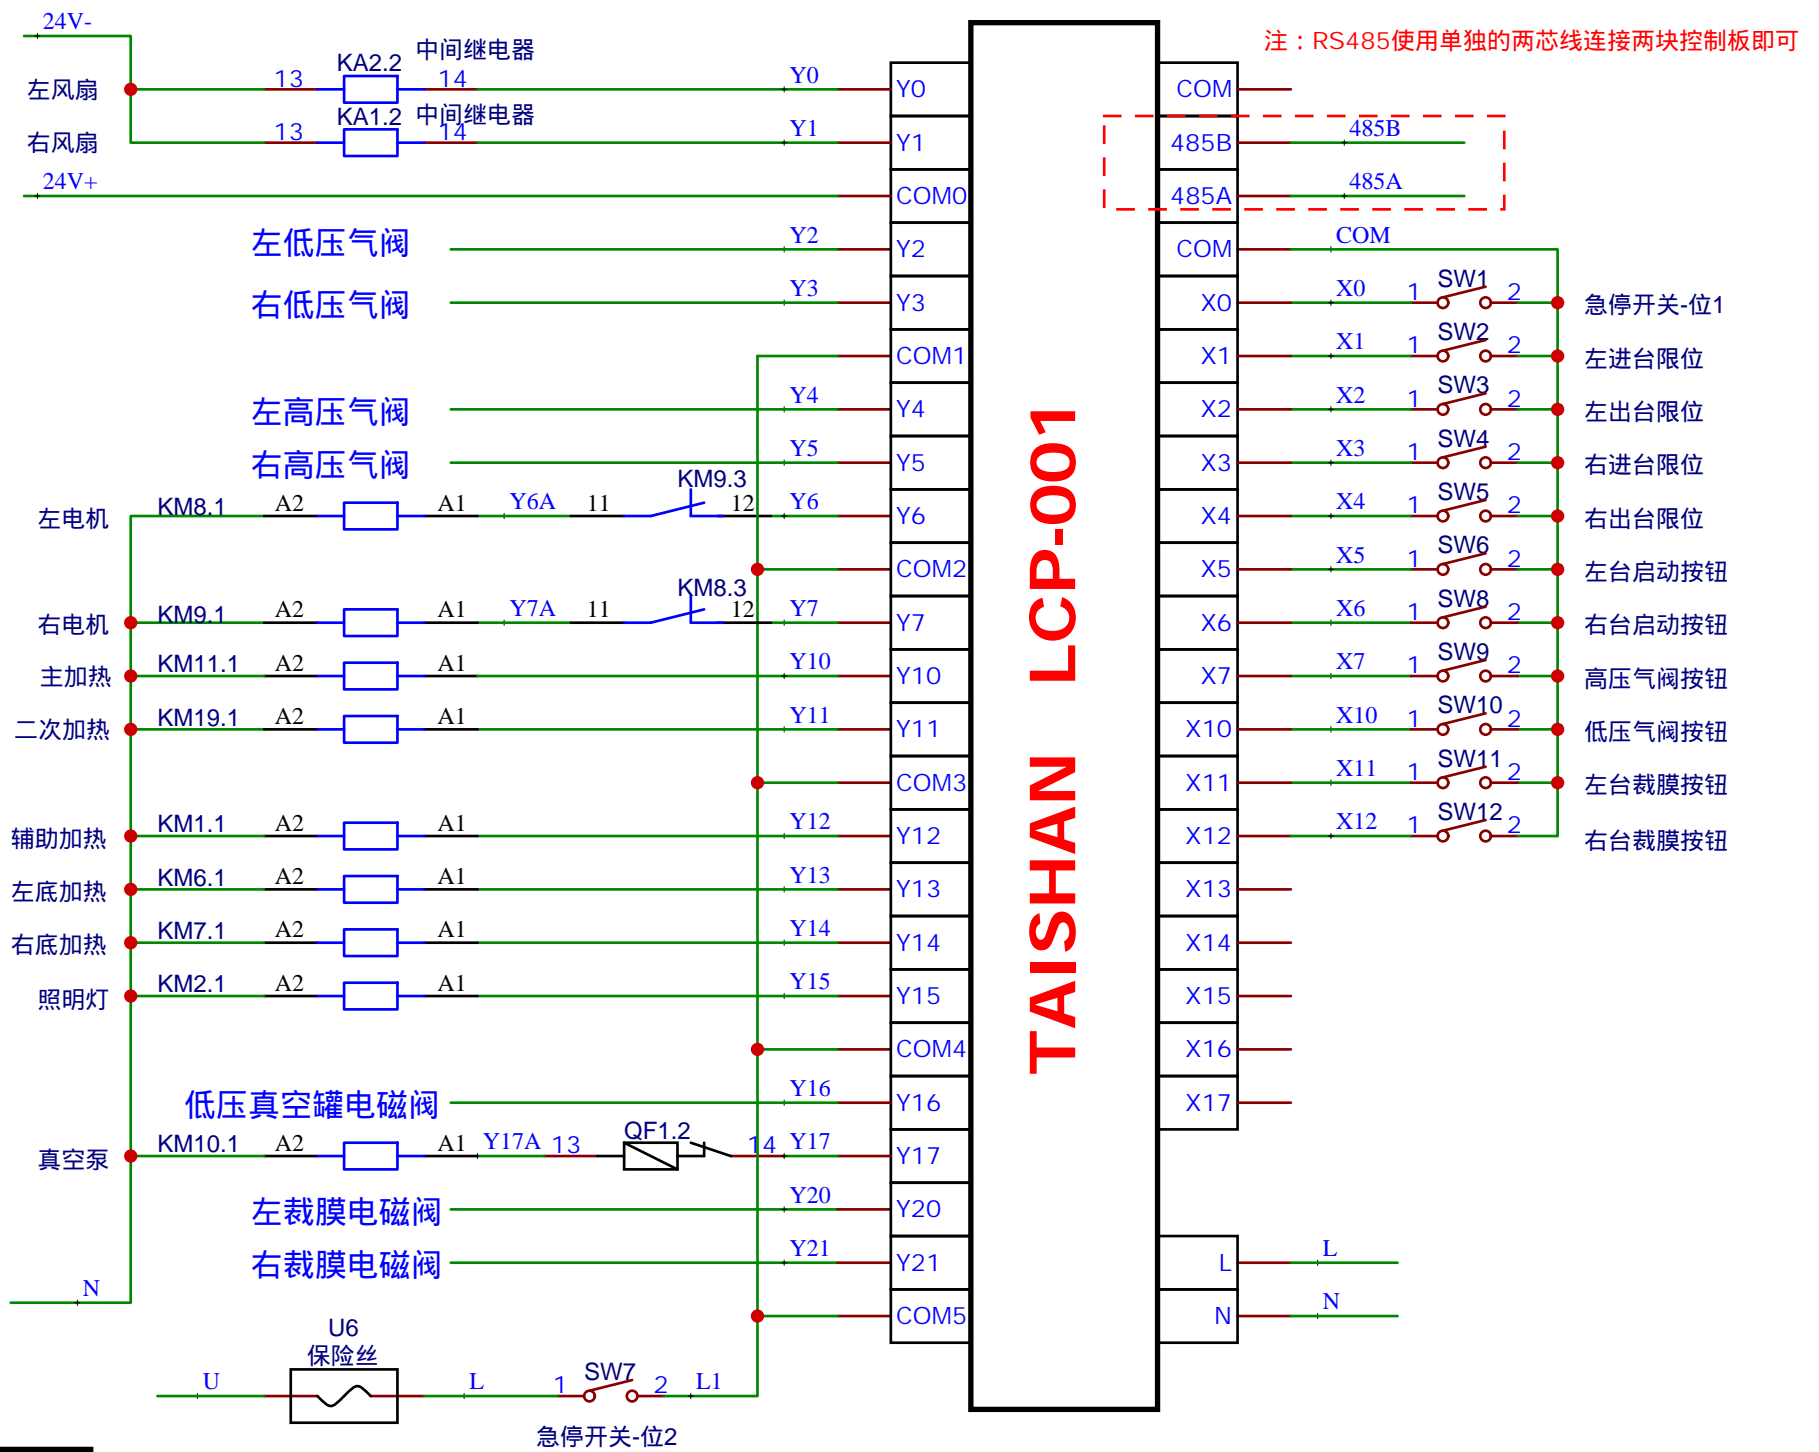 24V-
注：RS485使用单独的两芯线连接两块控制板即可
左风扇
13
KA2.2
14
中间继电器
Y0
Y0
COM
右风扇
13
KA1.2
14
中间继电器
Y1
Y1
485B
485B
24V+
COM0
485A
485A
左低压气阀
Y2
Y2
COM
COM
右低压气阀
Y3
Y3
X0
X0
1
SW1
2
急停开关-位1
COM1
X1
X1
1
SW2
2
左进台限位
左高压气阀
Y4
Y4
X2
X2
1
SW3
2
左出台限位
右高压气阀
Y5
Y5
X3
X3
1
SW4
2
右进台限位
左电机
KM8.1
A2
A1
Y6A
11
KM9.3
12
Y6
Y6
X4
X4
1
SW5
2
右出台限位
COM2
X5
X5
1
SW6
2
左台启动按钮
右电机
KM9.1
A2
A1
Y7A
11
KM8.3
12
Y7
Y7
X6
X6
1
SW8
2
右台启动按钮
主加热
KM11.1
A2
A1
Y10
Y10
X7
X7
1
SW9
2
高压气阀按钮
二次加热
KM19.1
A2
A1
Y11
Y11
X10
X10
1
SW10
2
低压气阀按钮
COM3
X11
X11
1
SW11
2
左台裁膜按钮
辅助加热
KM1.1
A2
A1
Y12
Y12
X12
X12
1
SW12
2
右台裁膜按钮
左底加热
KM6.1
A2
A1
Y13
Y13
X13
右底加热
KM7.1
A2
A1
Y14
Y14
X14
照明灯
KM2.1
A2
A1
Y15
Y15
X15
COM4
X16
低压真空罐电磁阀
Y16
Y16
X17
真空泵
KM10.1
A2
A1
Y17A
13
QF1.2
14
Y17
Y17
左裁膜电磁阀
Y20
Y20
右裁膜电磁阀
Y21
Y21
L
L
N
COM5
N
N
TAISHAN LCP-001
U6
保险丝
U
L
1
SW7
2
L1
急停开关-位2